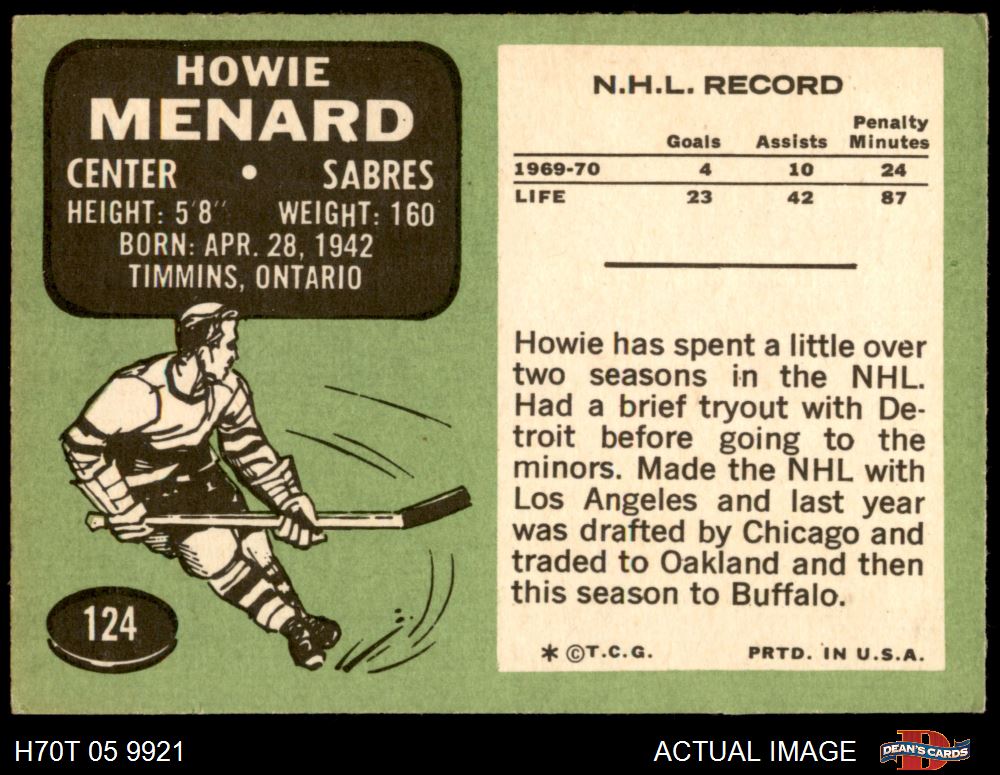 HOWIE
MENARD
CENTER • SABRES
HEIGHT: 5'8" WEIGHT: 160
BORN: APR. 28, 1942
TIMMINS, ONTARIO
124
N.H.L. RECORD
Goals Assists Penalty Minutes
1969-70 4 10 24
LIFE 23 42 87
Howie has spent a little over
two seasons in the NHL.
Had a brief tryout with De-
troit before going to the
minors. Made the NHL with
Los Angeles and last year
was drafted by Chicago and
traded to Oakland and then
this season to Buffalo.
* ©T.C.G. PRTD. IN U.S.A.
H70T 05 9921 ACTUAL IMAGE DEAN'S CARDS